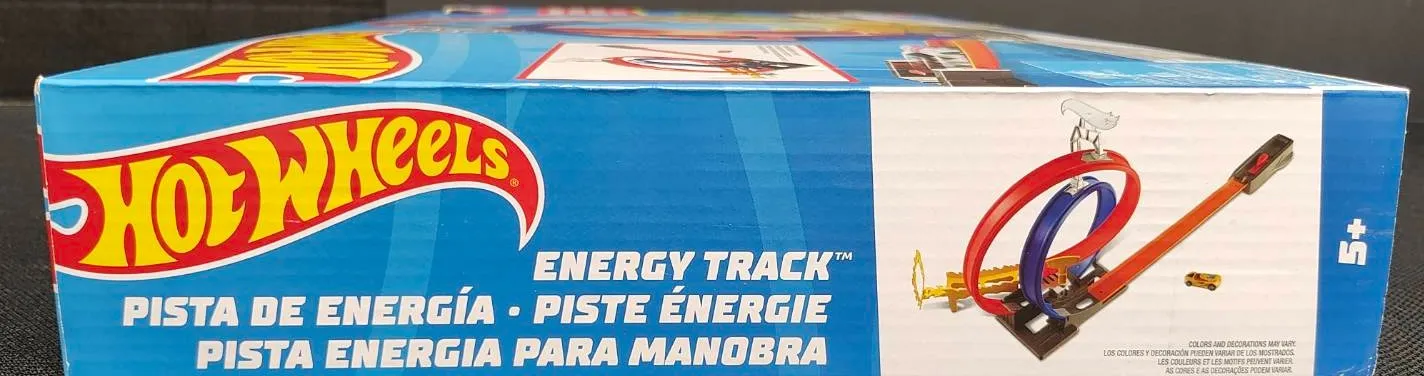 HOT WHEELS®
ENERGY TRACK™
PISTA DE ENERGÍA · PISTE ÉNERGIE
PISTA ENERGIA PARA MANOBRA
5+
COLORS AND DECORATIONS MAY VARY.
LOS COLORES Y DECORACIÓN PUEDEN VARIAR DE LOS MOSTRADOS.
LES COULEURS ET LES MOTIFS PEUVENT VARIER.
AS CORES E AS DECORAÇÕES PODEM VARIAR.